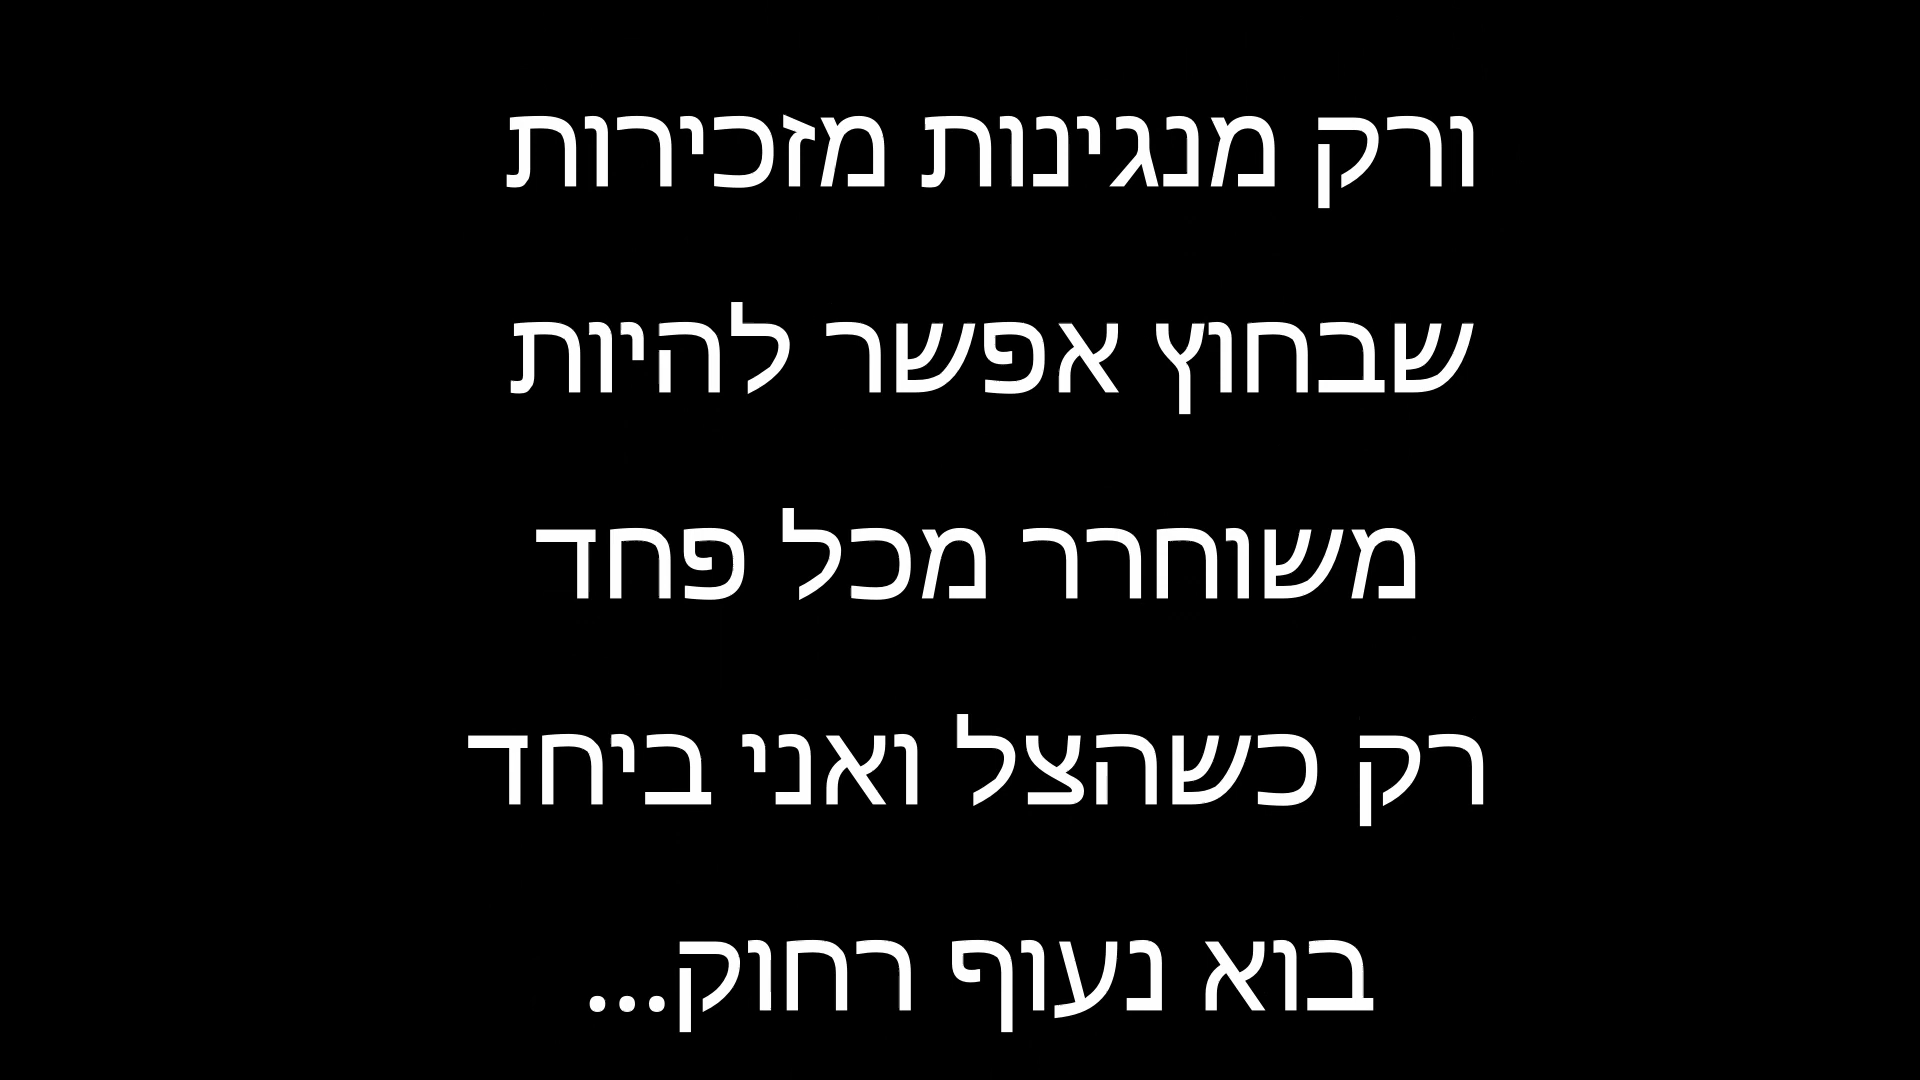 ורק מנגינות מזכירות
שבחוץ אפשר להיות
משוחרר מכל פחד
רק כשהצל ואני ביחד
בוא נעוף רחוק...